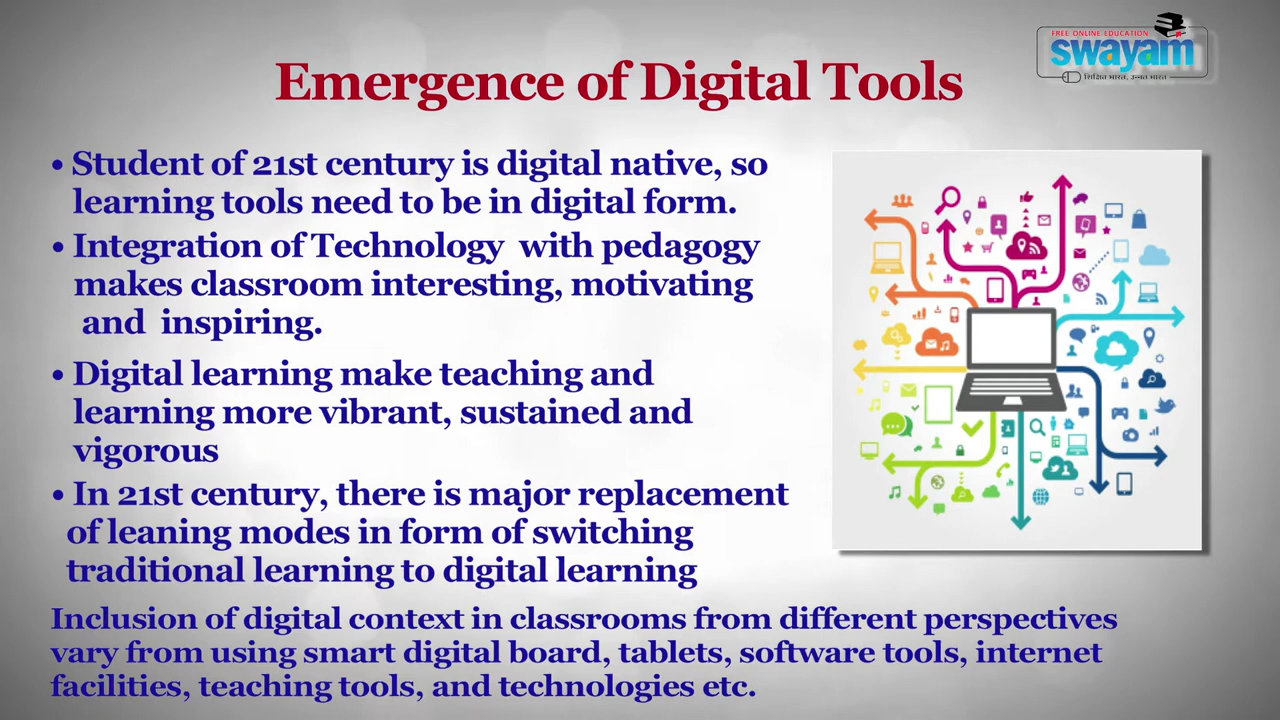 FREE ONLINE EDUCATION
swayam
शिक्षित भारत, उन्नत भारत
Emergence of Digital Tools
• Student of 21st century is digital native, so
learning tools need to be in digital form.
• Integration of Technology with pedagogy
makes classroom interesting, motivating
and inspiring.
• Digital learning make teaching and
learning more vibrant, sustained and
vigorous
• In 21st century, there is major replacement
of leaning modes in form of switching
traditional learning to digital learning
Inclusion of digital context in classrooms from different perspectives
vary from using smart digital board, tablets, software tools, internet
facilities, teaching tools, and technologies etc.